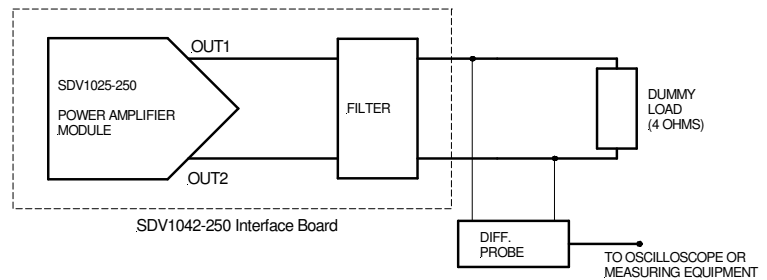 OUT1
SDV1025-250
POWER AMPLIFIER
MODULE
FILTER
DUMMY
LOAD
(4 OHMS)
OUT2
SDV1042-250 Interface Board
DIFF.
PROBE
TO OSCILLOSCOPE OR
MEASURING EQUIPMENT